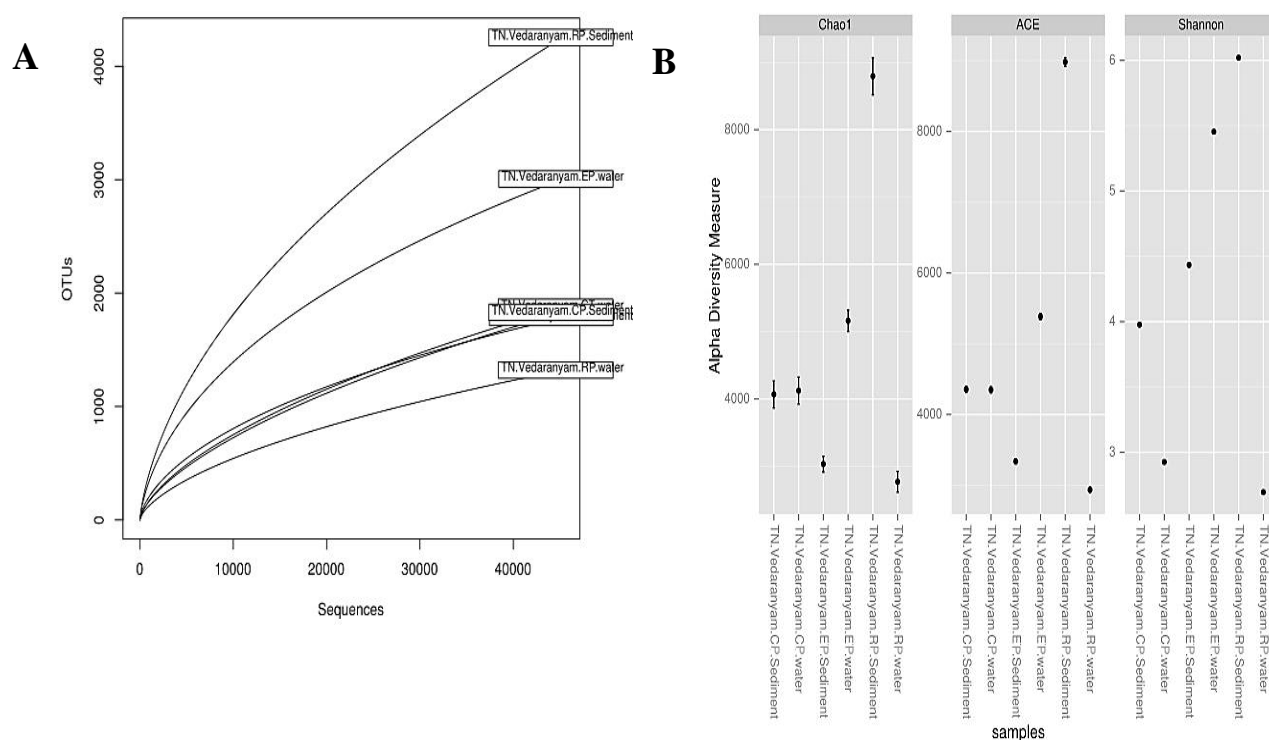 A
B
OTUs
4000
3000
2000
1000
0
TN.Vedaranyam.RP.Sediment
TN.Vedaranyam.EP.water
TN.Vedaranyam.CP.Sediment
TN.Vedaranyam.RP.water
0 10000 20000 30000 40000
Sequences
Chao1 ACE Shannon
Alpha Diversity Measure
8000
6000
4000
8000
6000
4000
6
5
4
3
TN.Vedaranyam.CP.Sediment
TN.Vedaranyam.CP.water
TN.Vedaranyam.EP.Sediment
TN.Vedaranyam.EP.water
TN.Vedaranyam.RP.Sediment
TN.Vedaranyam.RP.water
TN.Vedaranyam.CP.Sediment
TN.Vedaranyam.CP.water
TN.Vedaranyam.EP.Sediment
TN.Vedaranyam.EP.water
TN.Vedaranyam.RP.Sediment
TN.Vedaranyam.RP.water
TN.Vedaranyam.CP.Sediment
TN.Vedaranyam.CP.water
TN.Vedaranyam.EP.Sediment
TN.Vedaranyam.EP.water
TN.Vedaranyam.RP.Sediment
TN.Vedaranyam.RP.water
samples